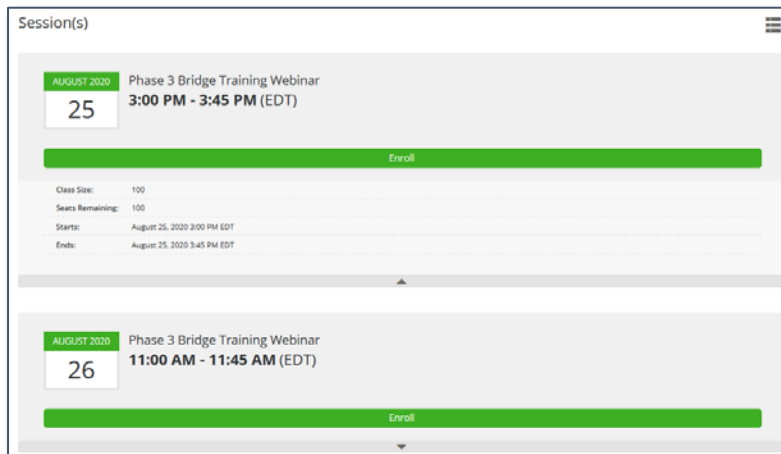 Session(s)
AUGUST 2020
25
Phase 3 Bridge Training Webinar
3:00 PM - 3:45 PM (EDT)
Enroll
Class Size: 100
Seats Remaining: 100
Starts: August 25, 2020 3:00 PM EDT
Ends: August 25, 2020 3:45 PM EDT
AUGUST 2020
26
Phase 3 Bridge Training Webinar
11:00 AM - 11:45 AM (EDT)
Enroll